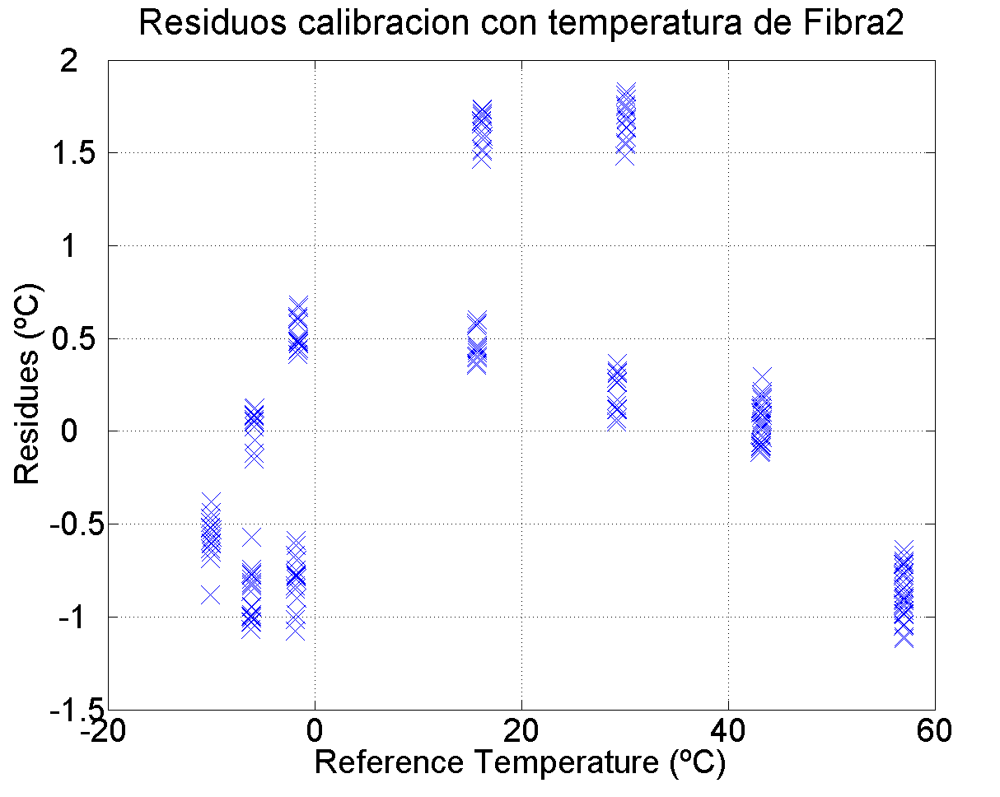 Residuos calibracion con temperatura de Fibra2
2
1.5
1
0.5
0
-0.5
-1
-1.5
Residues (ºC)
-20 0 20 40 60
Reference Temperature (ºC)